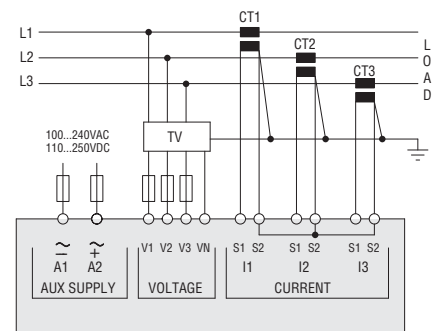 CT1
L1
CT2
L2
CT3
L3
L
O
A
D
100...240VAC
110...250VDC
TV
V1 V2 V3 VN
S1 S2 S1 S2 S1 S2
~ ~
− +
A1 A2
I1 I2 I3
AUX SUPPLY VOLTAGE CURRENT